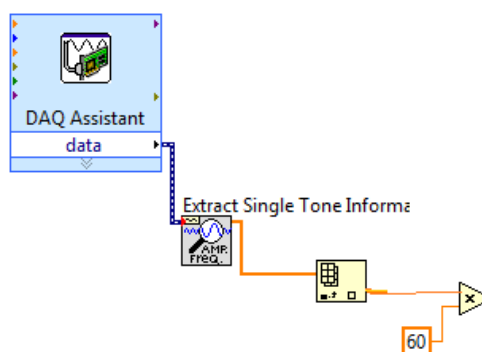 DAQ Assistant
data
Extract Single Tone Informa
AMP
Freq.
60